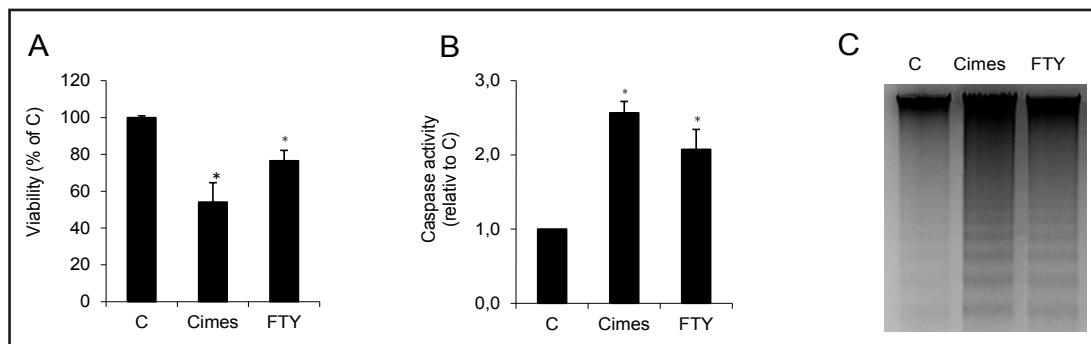 A
Viability (% of C)
120
100
80
60
40
20
0
*
*
C Cimes FTY
B
Caspase activity
(relativ to C)
3,0
2,0
1,0
0,0
*
*
C Cimes FTY
C
C Cimes FTY